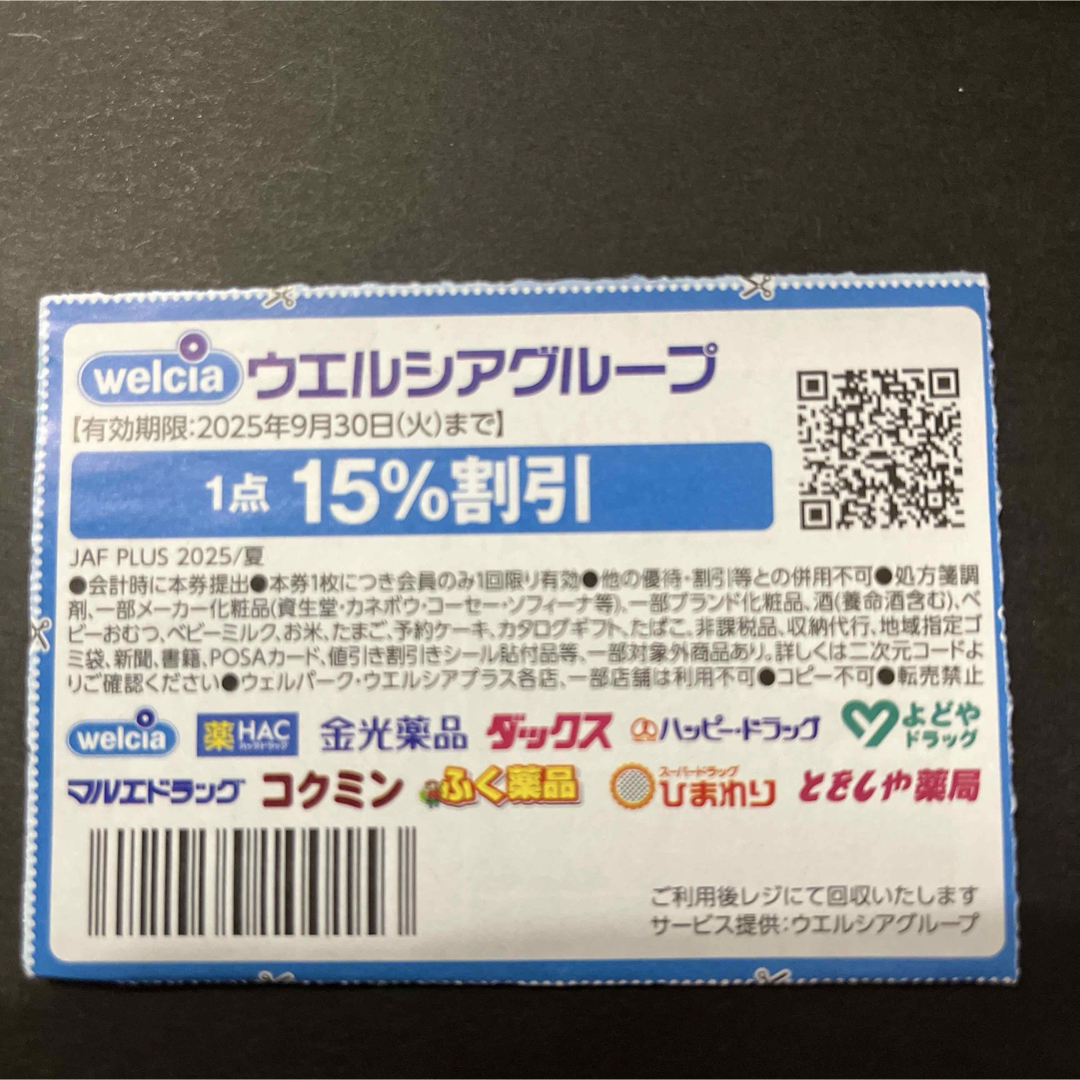 welcia ウエルシアグループ
【有効期限:2025年9月30日(火)まで】
1点 15%割引
JAF PLUS 2025/夏
●会計時に本券提出●本券1枚につき会員のみ1回限り有効●他の優待・割引等との併用不可●処方箋調
剤、一部メーカー化粧品(資生堂・カネボウ・コーセー・ソフィーナ等)、一部ブランド化粧品、酒(養命酒含む)、ベ
ビーおむつ、ベビーミルク、お米、たまご、予約ケーキ、カタログギフト、たばこ、非課税品、収納代行、地域指定ゴ
ミ袋、新聞、書籍、POSAカード、値引き割引きシール貼付品等、一部対象外商品あり。詳しくは二次元コードよ
りご確認ください●ウェルパーク・ウエルシアプラス各店、一部店舗は利用不可●コピー不可●転売禁止
welcia 薬 HAC ハックドラッグ 金光薬品 ダックス ハッピー・ドラッグ よどやドラッグ
マルエドラッグ コクミン ふく薬品 スーパードラッグ ひまわり とをしや薬局
ご利用後レジにて回収いたします
サービス提供:ウエルシアグループ